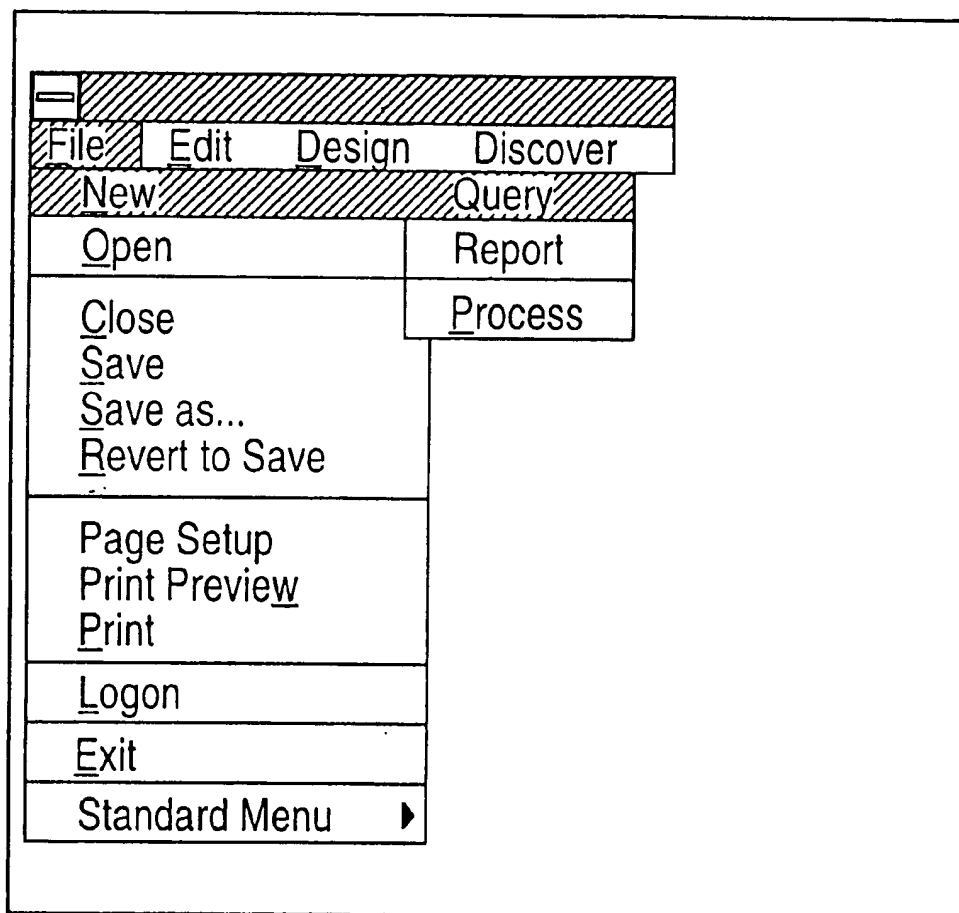 File Edit Design Discover
New Query
Open Report
Close Process
Save
Save as...
Revert to Save
Page Setup
Print Preview
Print
Logon
Exit
Standard Menu